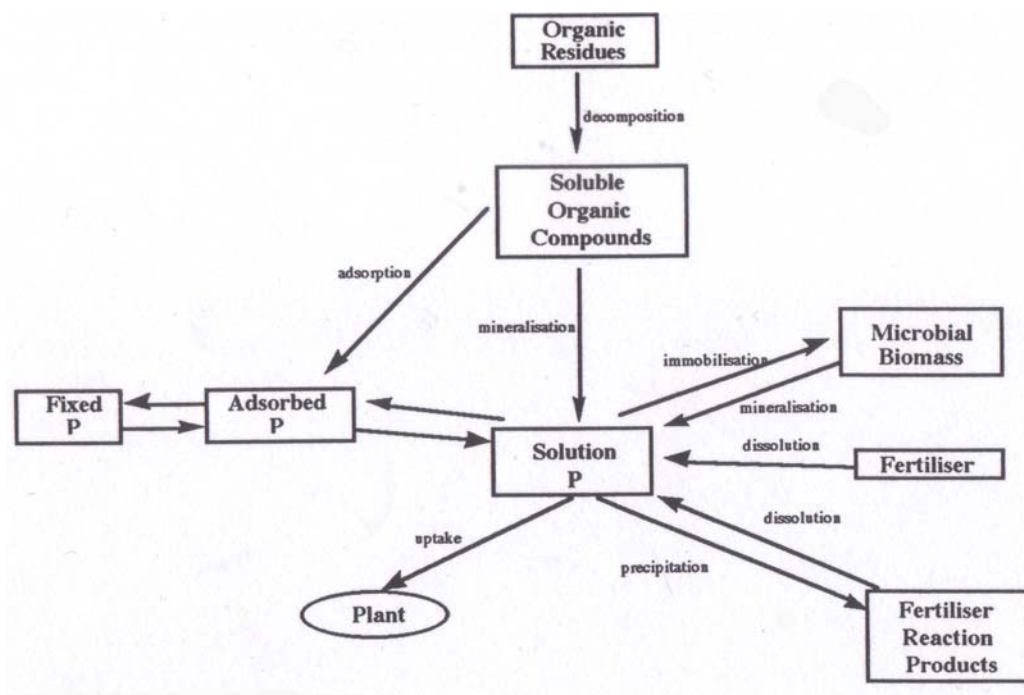 Organic
Residues
decomposition
Soluble
Organic
Compounds
adsorption
mineralisation
immobilisation
Microbial
Biomass
mineralisation
Fixed
P
Adsorbed
P
Solution
P
dissolution
Fertiliser
uptake
precipitation
dissolution
Plant
Fertiliser
Reaction
Products